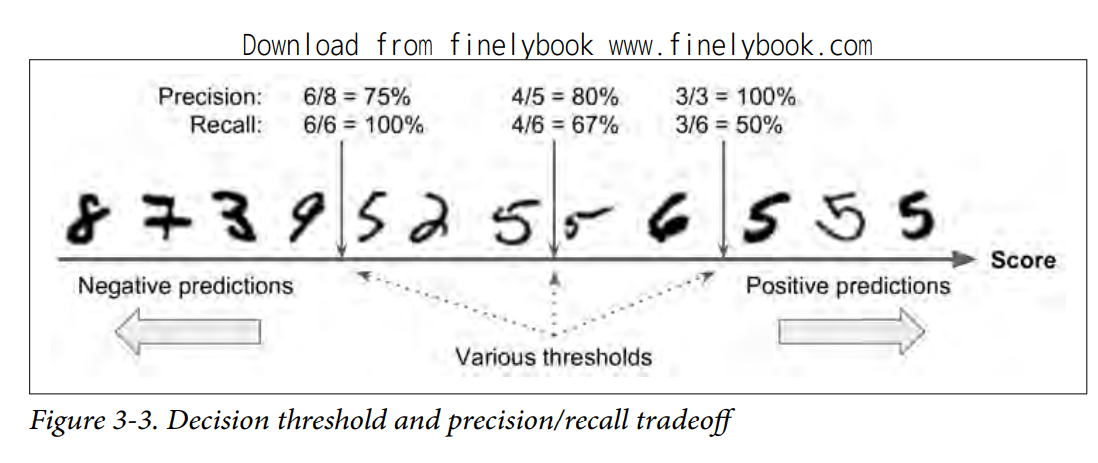 Download from finelybook www.finelybook.com
Precision: 6/8 = 75% 4/5 = 80% 3/3 = 100%
Recall: 6/6 = 100% 4/6 = 67% 3/6 = 50%
8 7 3 9 5 2 5 5 6 5 5 5
Score
Negative predictions Positive predictions
Various thresholds
Figure 3-3. Decision threshold and precision/recall tradeoff